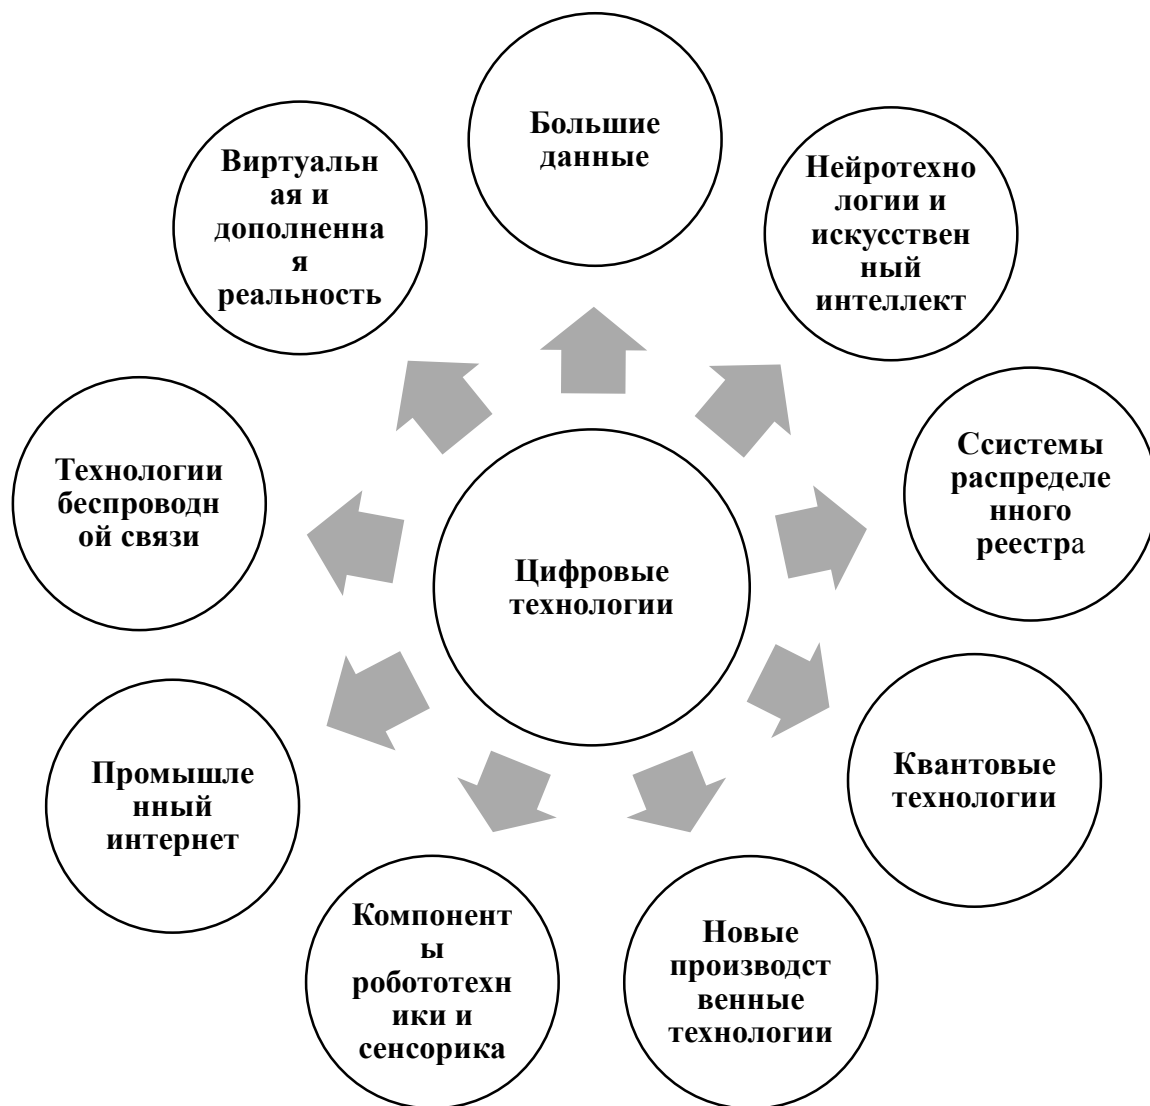 Большие
данные
Нейротехно
логии и
искусствен
ный
интеллект
Ссистемы
распределе
нного
реестра
Квантовые
технологии
Новые
производст
венные
технологии
Компонент
ы
робототехн
ики и
сенсорика
Промышле
нный
интернет
Технологии
беспроводн
ой связи
Виртуальн
ая и
дополненна
я
реальность
Цифровые
технологии